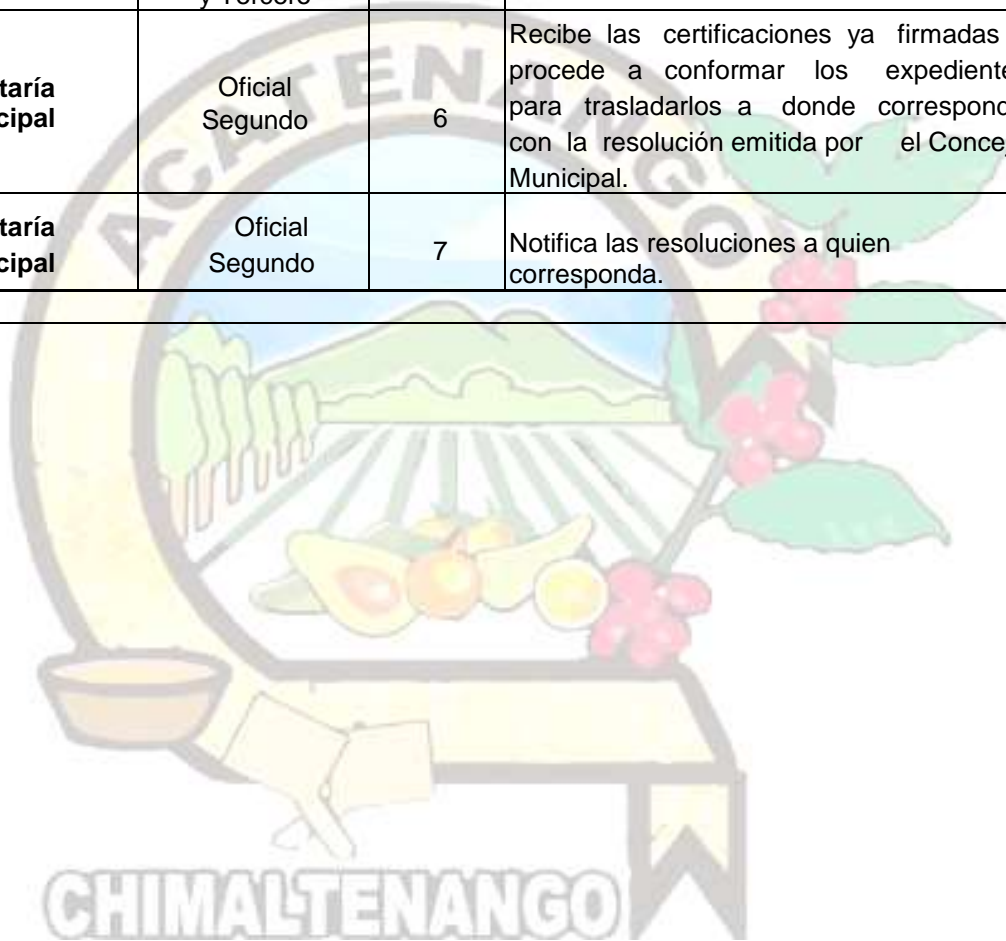 y Tercero
taría
cipal
Oficial
Segundo
6
Recibe las certificaciones ya firmadas
procede a conformar los expediente
para trasladarlos a donde correspond
con la resolución emitida por el Conce
Municipal.
taría
cipal
Oficial
Segundo
7
Notifica las resoluciones a quien
corresponda.
ACATENANGO
CHIMALTENANGO